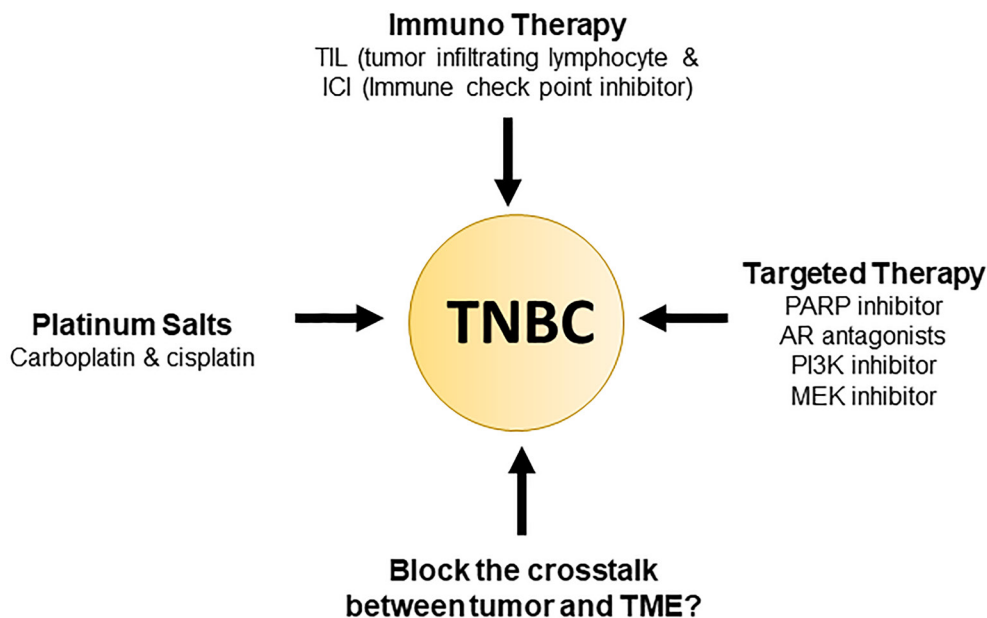 Immuno Therapy
TIL (tumor infiltrating lymphocyte &
ICI (Immune check point inhibitor)
Platinum Salts
Carboplatin & cisplatin
TNBC
Targeted Therapy
PARP inhibitor
AR antagonists
PI3K inhibitor
MEK inhibitor
Block the crosstalk
between tumor and TME?